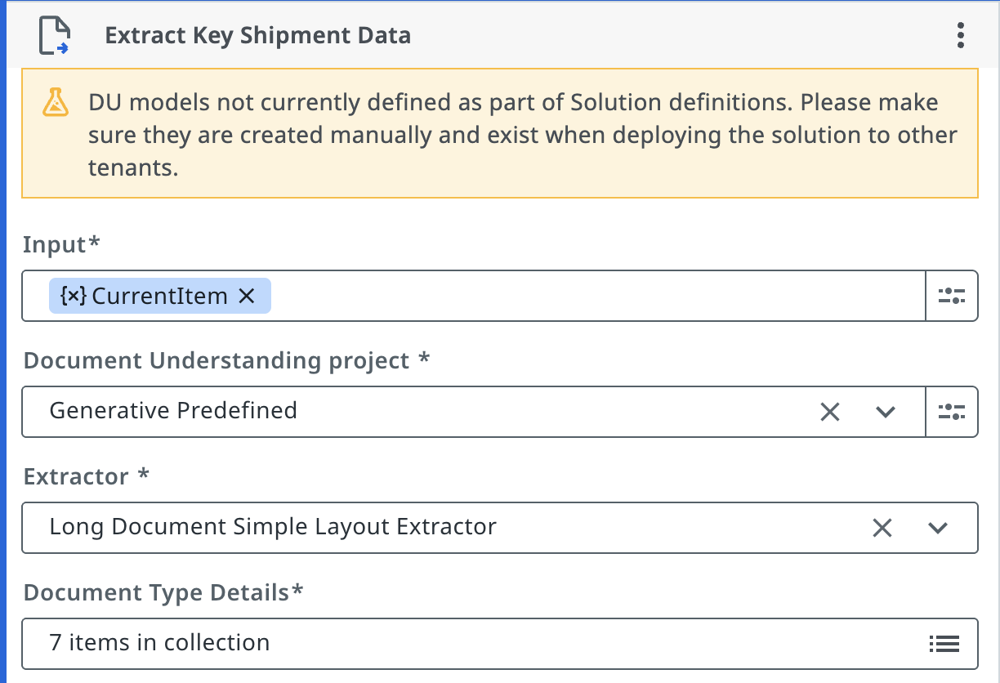 Extract Key Shipment Data
DU models not currently defined as part of Solution definitions. Please make
sure they are created manually and exist when deploying the solution to other
tenants.
Input*
{×} CurrentItem
Document Understanding project *
Generative Predefined
Extractor *
Long Document Simple Layout Extractor
Document Type Details*
7 items in collection